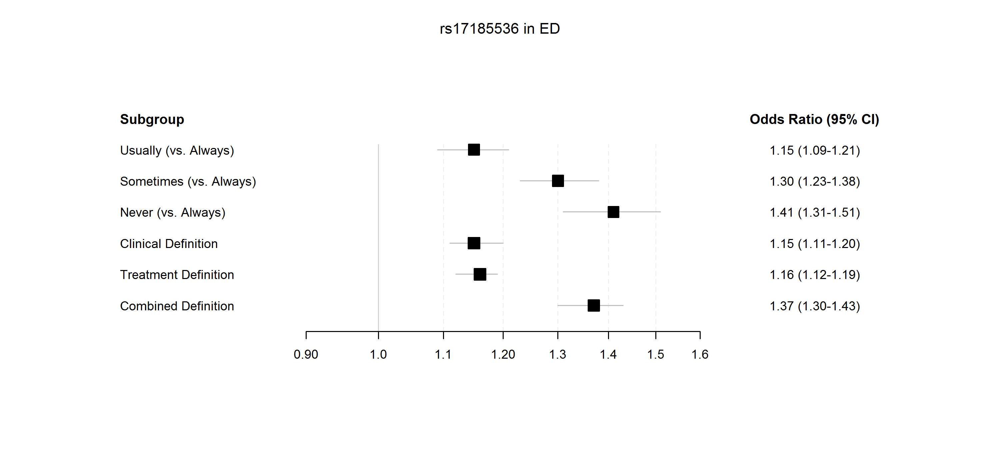 rs17185536 in ED
Subgroup Odds Ratio (95% CI)
Usually (vs. Always) 1.15 (1.09-1.21)
Sometimes (vs. Always) 1.30 (1.23-1.38)
Never (vs. Always) 1.41 (1.31-1.51)
Clinical Definition 1.15 (1.11-1.20)
Treatment Definition 1.16 (1.12-1.19)
Combined Definition 1.37 (1.30-1.43)
0.90 1.0 1.1 1.20 1.3 1.4 1.5 1.6